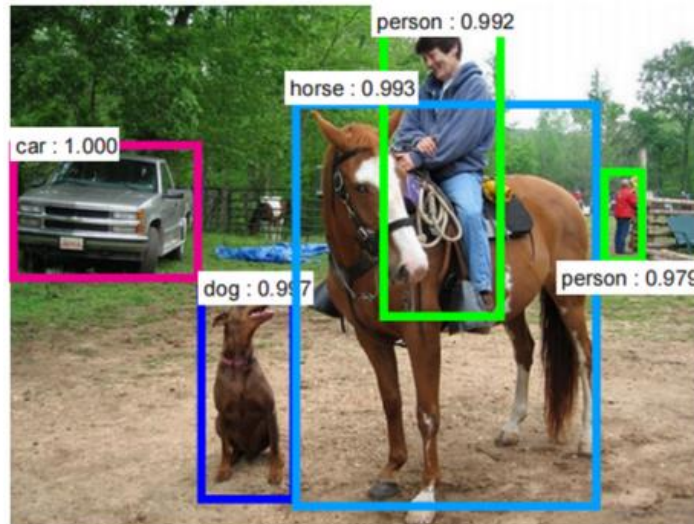 person : 0.992
horse : 0.993
car : 1.000
dog : 0.997
person : 0.979